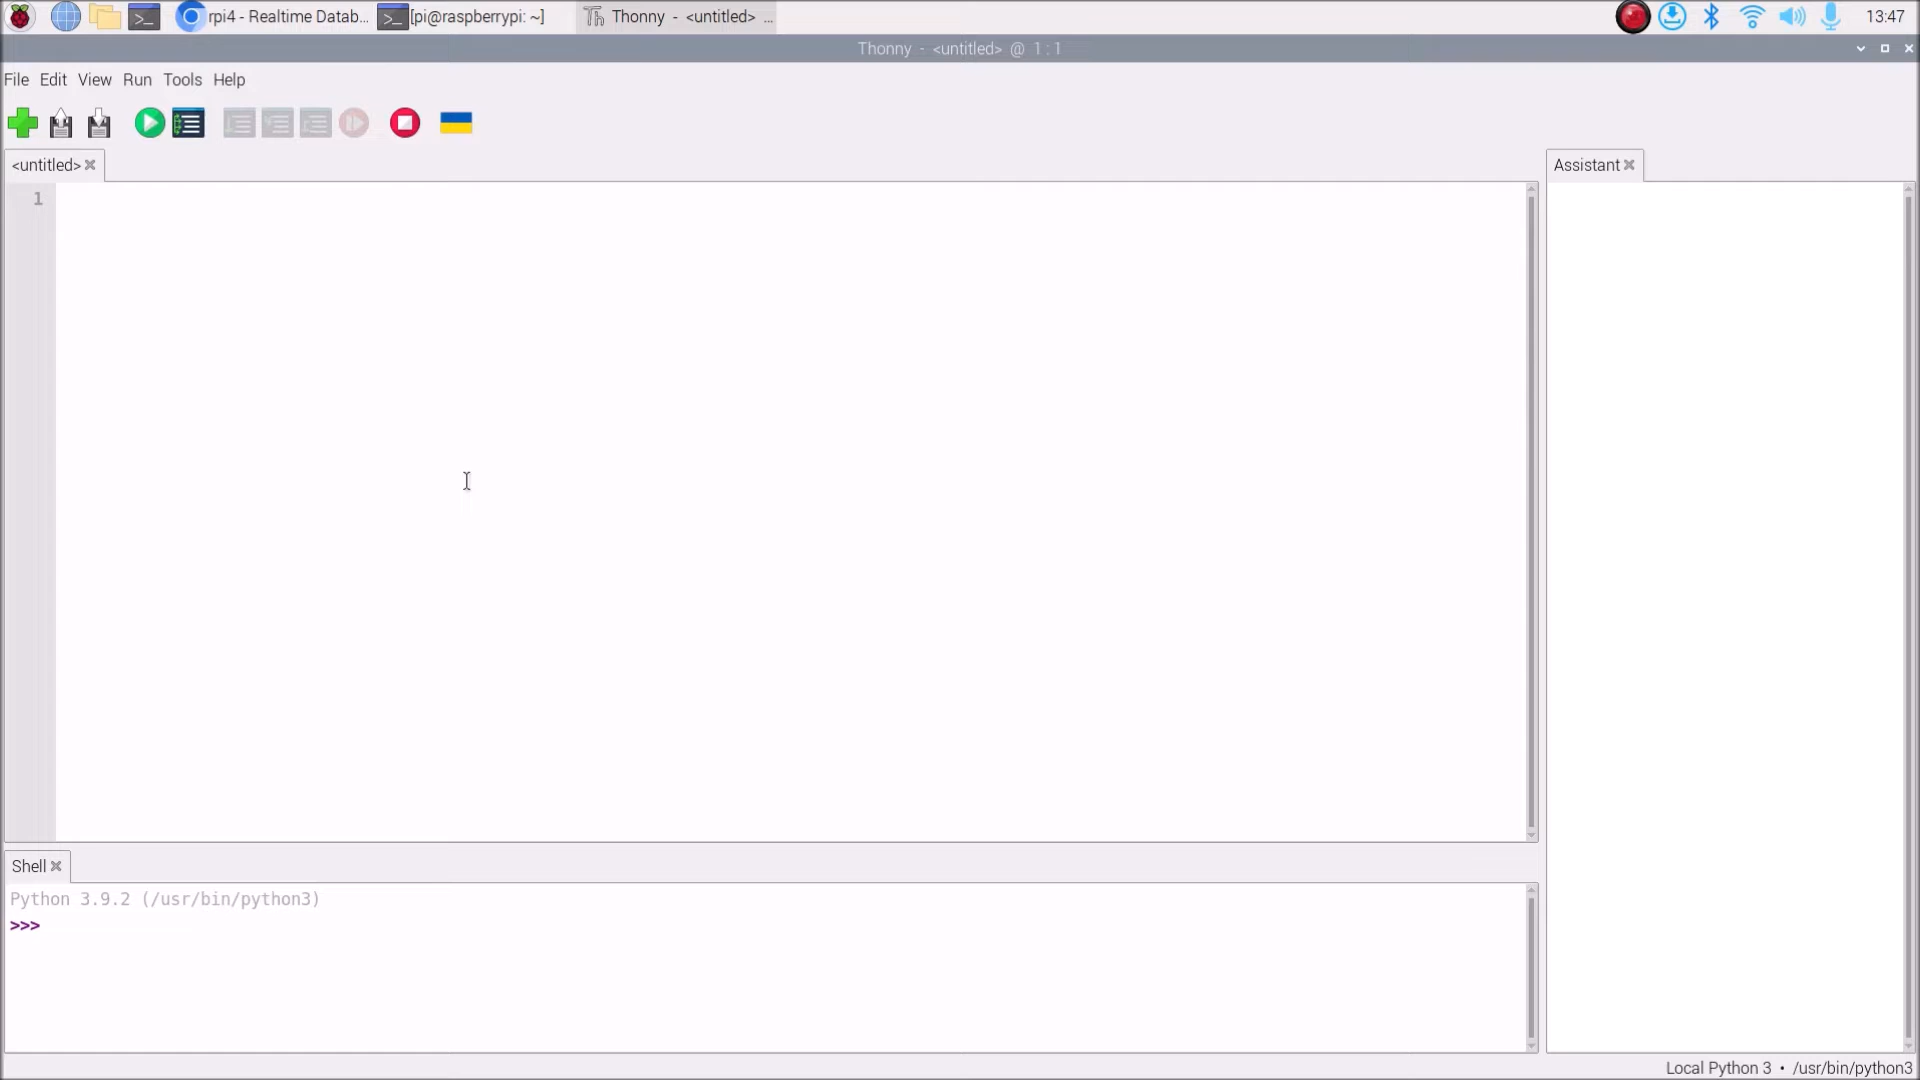 rpi4 - Realtime Datab...
[pi@raspberrypi: ~]
Thonny - <untitled> ...
13:47
Thonny - <untitled> @ 1 : 1
File Edit View Run Tools Help
<untitled>
Assistant
1
Shell
Python 3.9.2 (/usr/bin/python3)
>>>
Local Python 3 • /usr/bin/python3